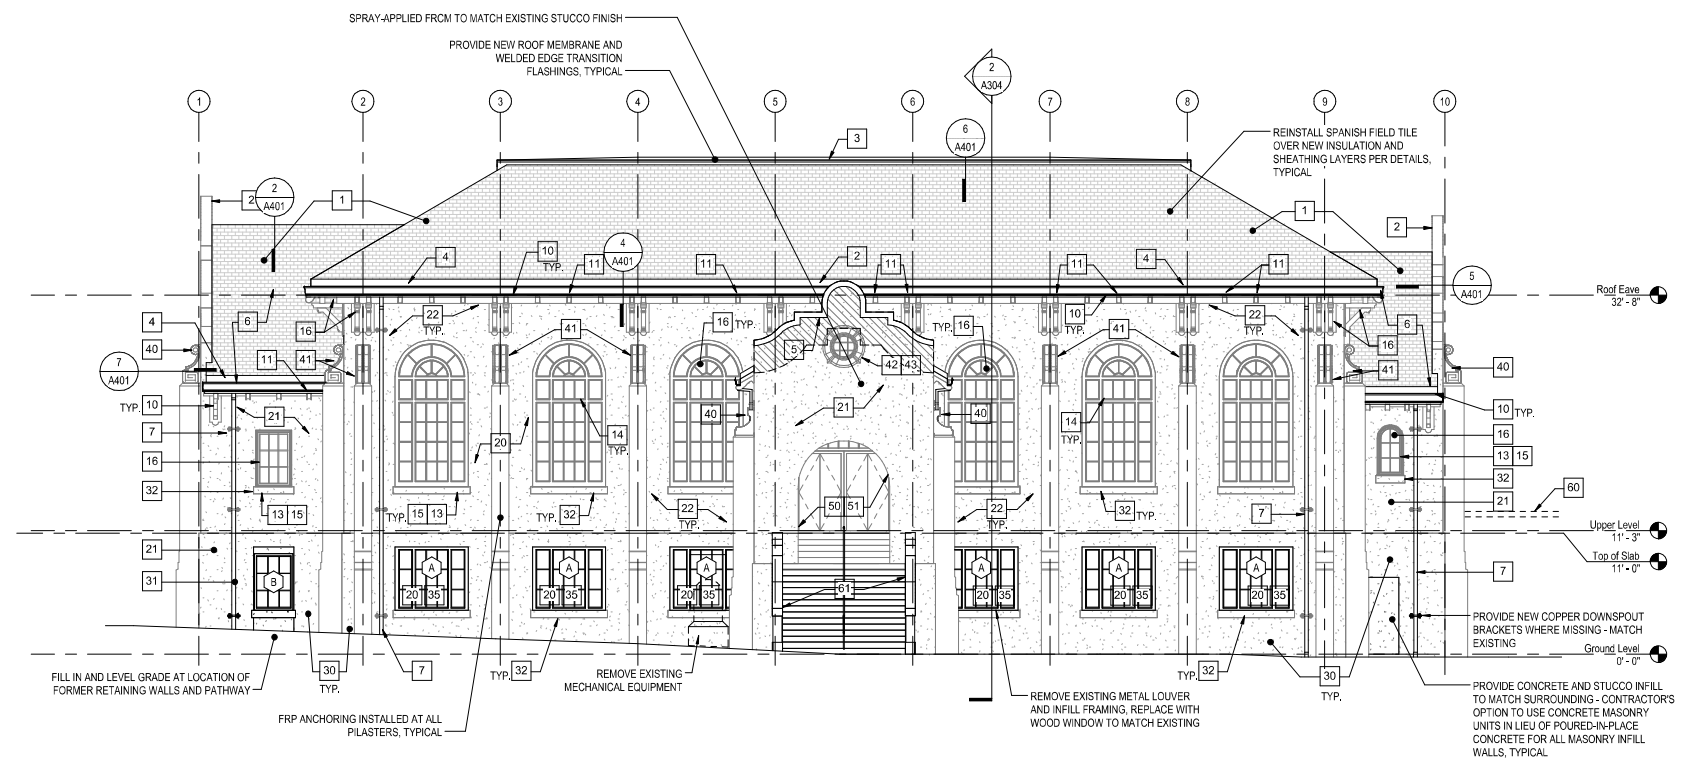 SPRAY-APPLIED FRCM TO MATCH EXISTING STUCCO FINISH
PROVIDE NEW ROOF MEMBRANE AND
WELDED EDGE TRANSITION
FLASHINGS, TYPICAL
2
A304
1 2 3 4 5 6 7 8 9 10
3
6
A401
REINSTALL SPANISH FIELD TILE
OVER NEW INSULATION AND
SHEATHING LAYERS PER DETAILS,
TYPICAL
2
2
A401
1
1
2
4
10
TYP.
11
4
A401
11
2
11
11
4
11
5
A401
Roof Eave
32' - 8"
4
6
16
22
TYP.
41
16
TYP.
5
TYP.
16
10
TYP.
41
22
TYP.
6
16
40
7
A401
11
41
42
43
41
40
TYP.
10
21
40
21
40
10
TYP.
7
20
14
TYP.
14
TYP.
16
16
13
15
32
32
13
15
TYP.
15
13
TYP.
32
22
TYP.
50
51
22
TYP.
32
TYP.
7
21
60
Upper Level
11' - 3"
21
Top of Slab
11' - 0"
31
B
A
20
35
A
20
35
A
20
35
61
A
20
35
A
20
35
A
20
35
7
PROVIDE NEW COPPER DOWNSPOUT
BRACKETS WHERE MISSING - MATCH
EXISTING
Ground Level
0' - 0"
FILL IN AND LEVEL GRADE AT LOCATION OF
FORMER RETAINING WALLS AND PATHWAY
30
TYP.
7
TYP.
32
REMOVE EXISTING
MECHANICAL EQUIPMENT
TYP.
32
30
TYP.
FRP ANCHORING INSTALLED AT ALL
PILASTERS, TYPICAL
REMOVE EXISTING METAL LOUVER
AND INFILL FRAMING, REPLACE WITH
WOOD WINDOW TO MATCH EXISTING
PROVIDE CONCRETE AND STUCCO INFILL
TO MATCH SURROUNDING - CONTRACTOR'S
OPTION TO USE CONCRETE MASONRY
UNITS IN LIEU OF POURED-IN-PLACE
CONCRETE FOR ALL MASONRY INFILL
WALLS, TYPICAL